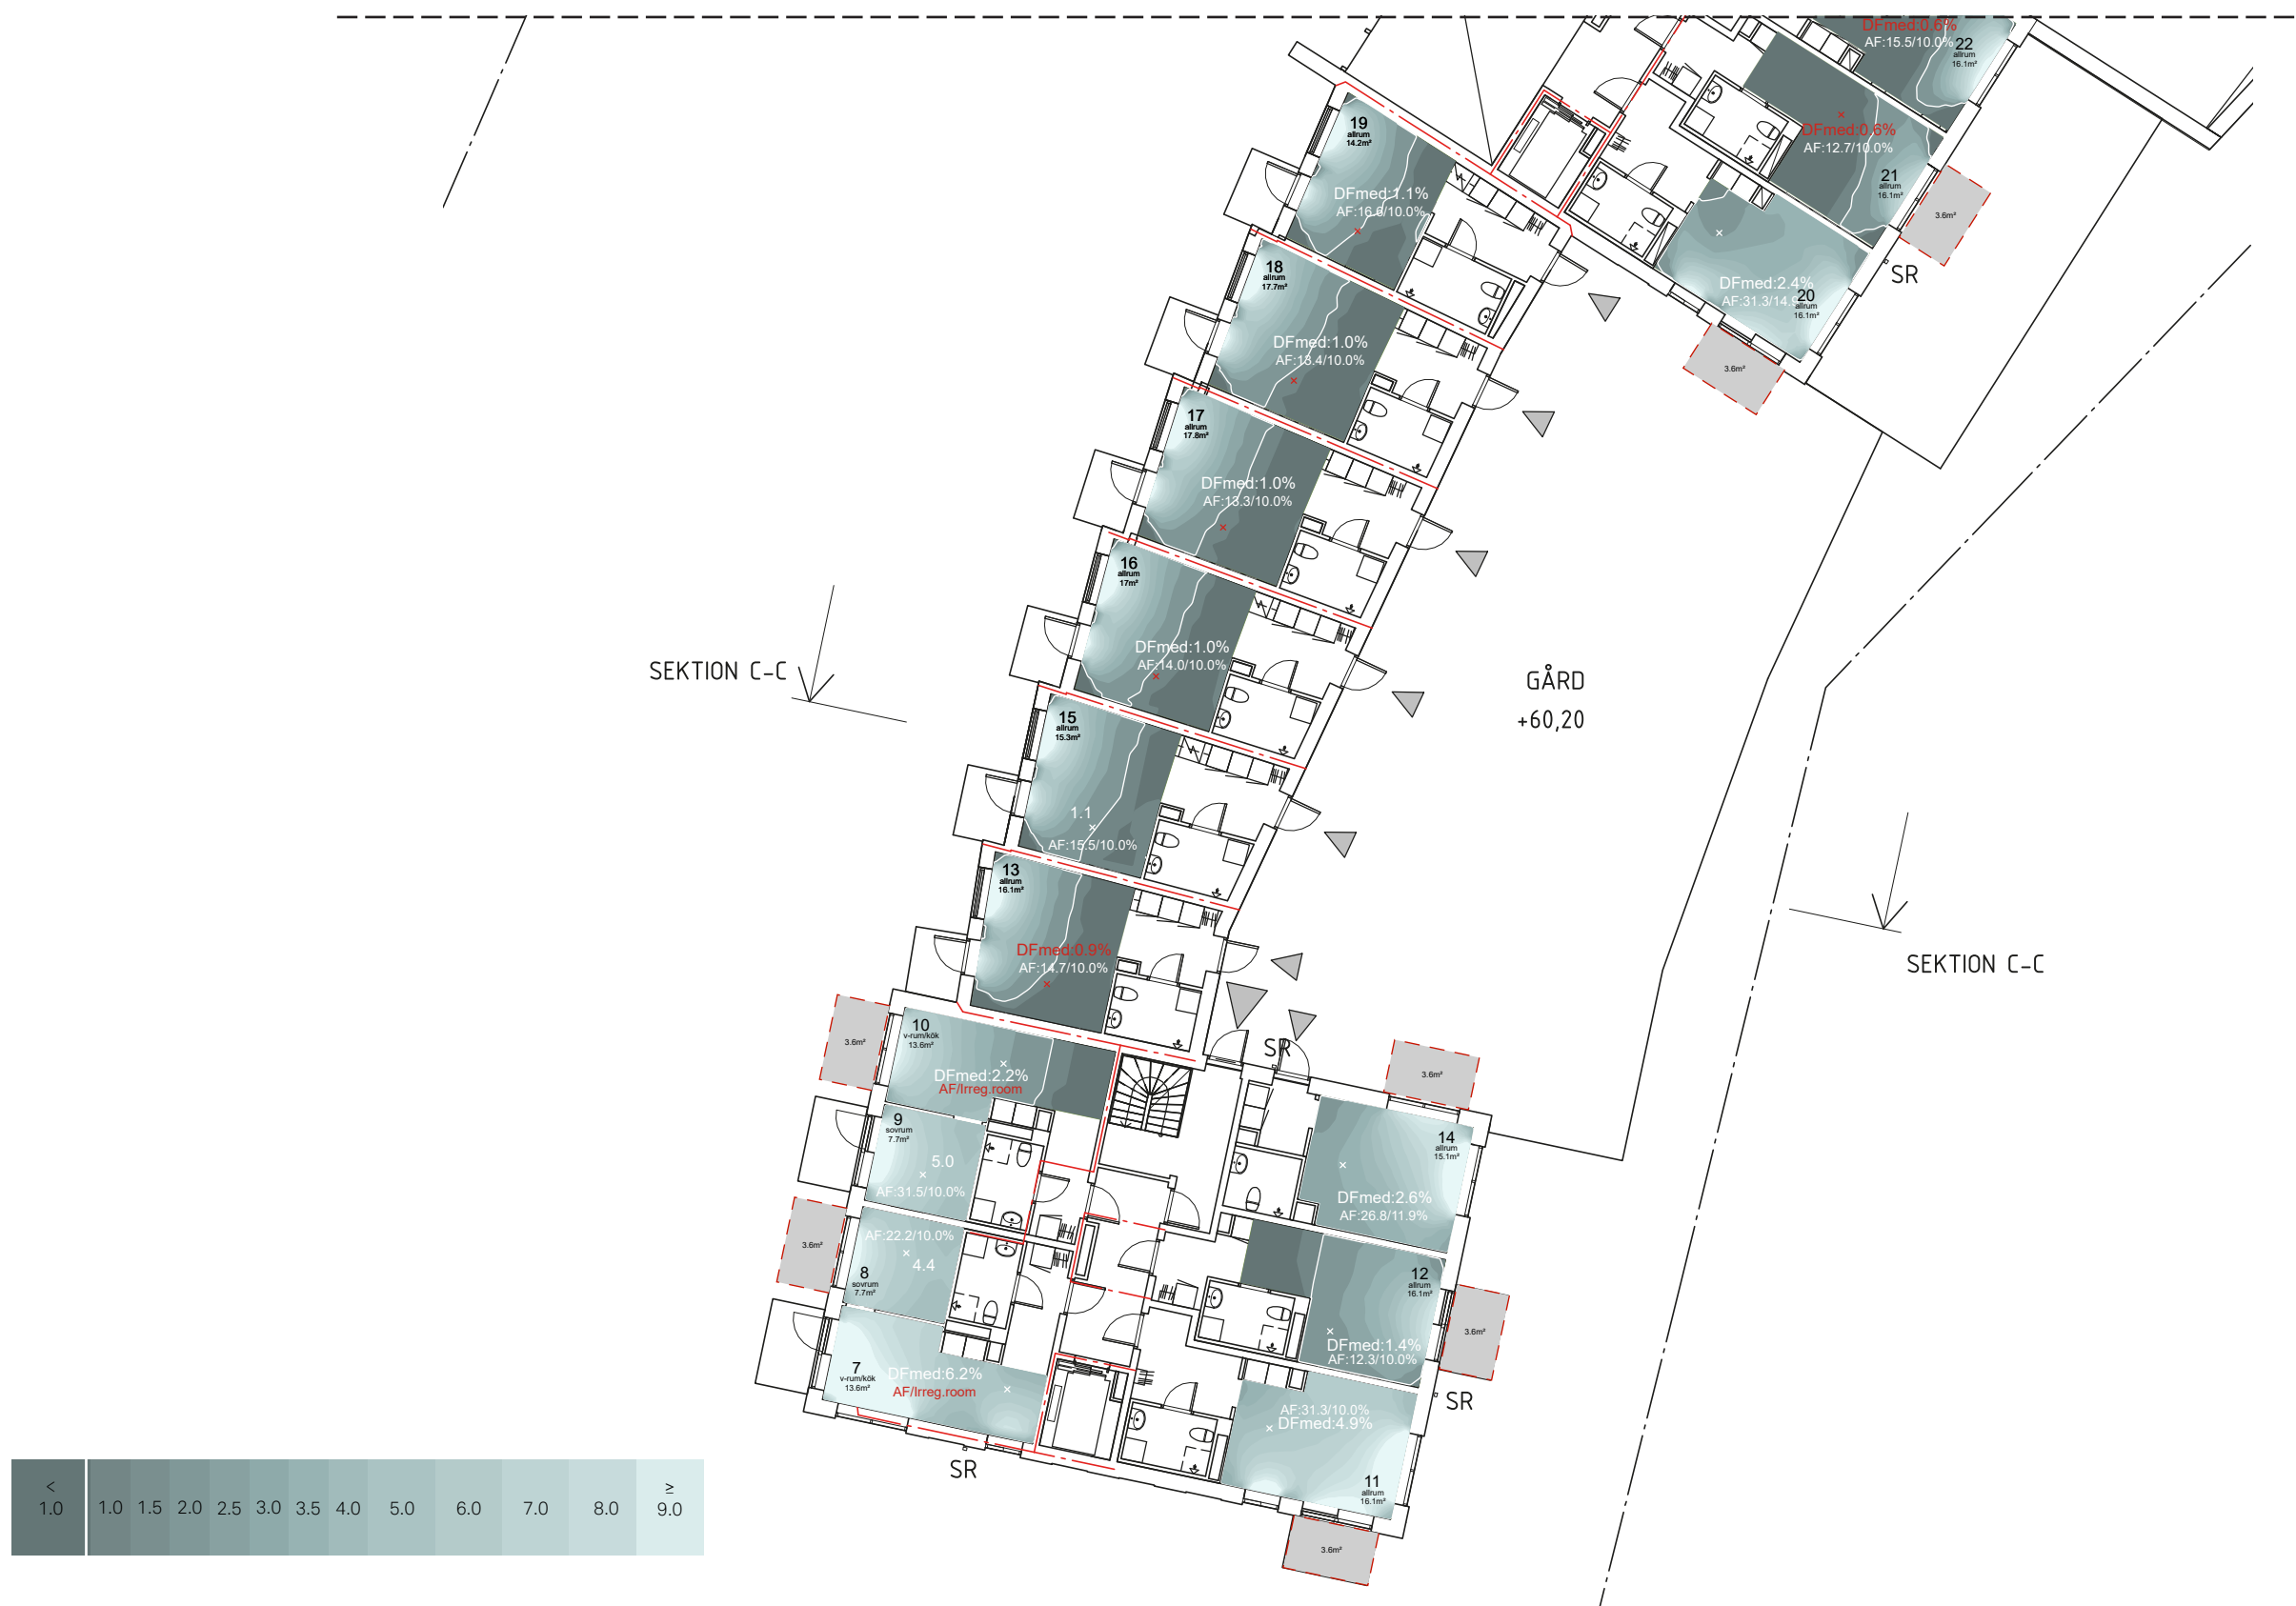 DFmed:0.6%
AF:15.5/10.0%
22
allrum
16.1m²
DFmed:0.6%
AF:12.7/10.0%
21
allrum
16.1m²
3.6m²
SR
DFmed:2.4%
20
allrum
16.1m²
3.6m²
19
allrum
14.2m²
DFmed:1.1%
AF:16.6/10.0%
18
allrum
17.7m²
DFmed:1.0%
AF:13.4/10.0%
17
allrum
17.8m²
DFmed:1.0%
AF:13.3/10.0%
16
allrum
17m²
DFmed:1.0%
AF:14.0/10.0%
SEKTION C-C
GÅRD
+60,20
15
allrum
15.3m²
1.1
AF:15.5/10.0%
13
allrum
16.1m²
DFmed:0.9%
AF:14.7/10.0%
SEKTION C-C
10
v-rum/kök
13.6m²
DFmed:2.2%
AF/Irreg.room
3.6m²
SR
3.6m²
9
sovrum
7.7m²
5.0
AF:31.5/10.0%
14
allrum
15.1m²
DFmed:2.6%
AF:26.8/11.9%
3.6m²
AF:22.2/10.0%
4.4
8
sovrum
7.7m²
12
allrum
16.1m²
DFmed:1.4%
AF:12.3/10.0%
3.6m²
7
v-rum/kök
13.6m²
DFmed:6.2%
AF/Irreg.room
SR
AF:31.3/10.0%
DFmed:4.9%
11
allrum
16.1m²
SR
3.6m²
< 1.0 1.0 1.5 2.0 2.5 3.0 3.5 4.0 5.0 6.0 7.0 8.0 ≥ 9.0